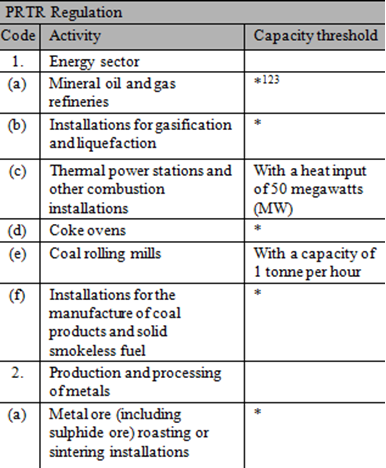 PRTR Regulation
Code Activity Capacity threshold
1. Energy sector
(a) Mineral oil and gas *123
refineries
(b) Installations for gasification *
and liquefaction
(c) Thermal power stations and With a heat input
other combustion of 50 megawatts
installations (MW)
(d) Coke ovens *
(e) Coal rolling mills With a capacity of
1 tonne per hour
(f) Installations for the *
manufacture of coal
products and solid
smokeless fuel
2. Production and processing
of metals
(a) Metal ore (including *
sulphide ore) roasting or
sintering installations